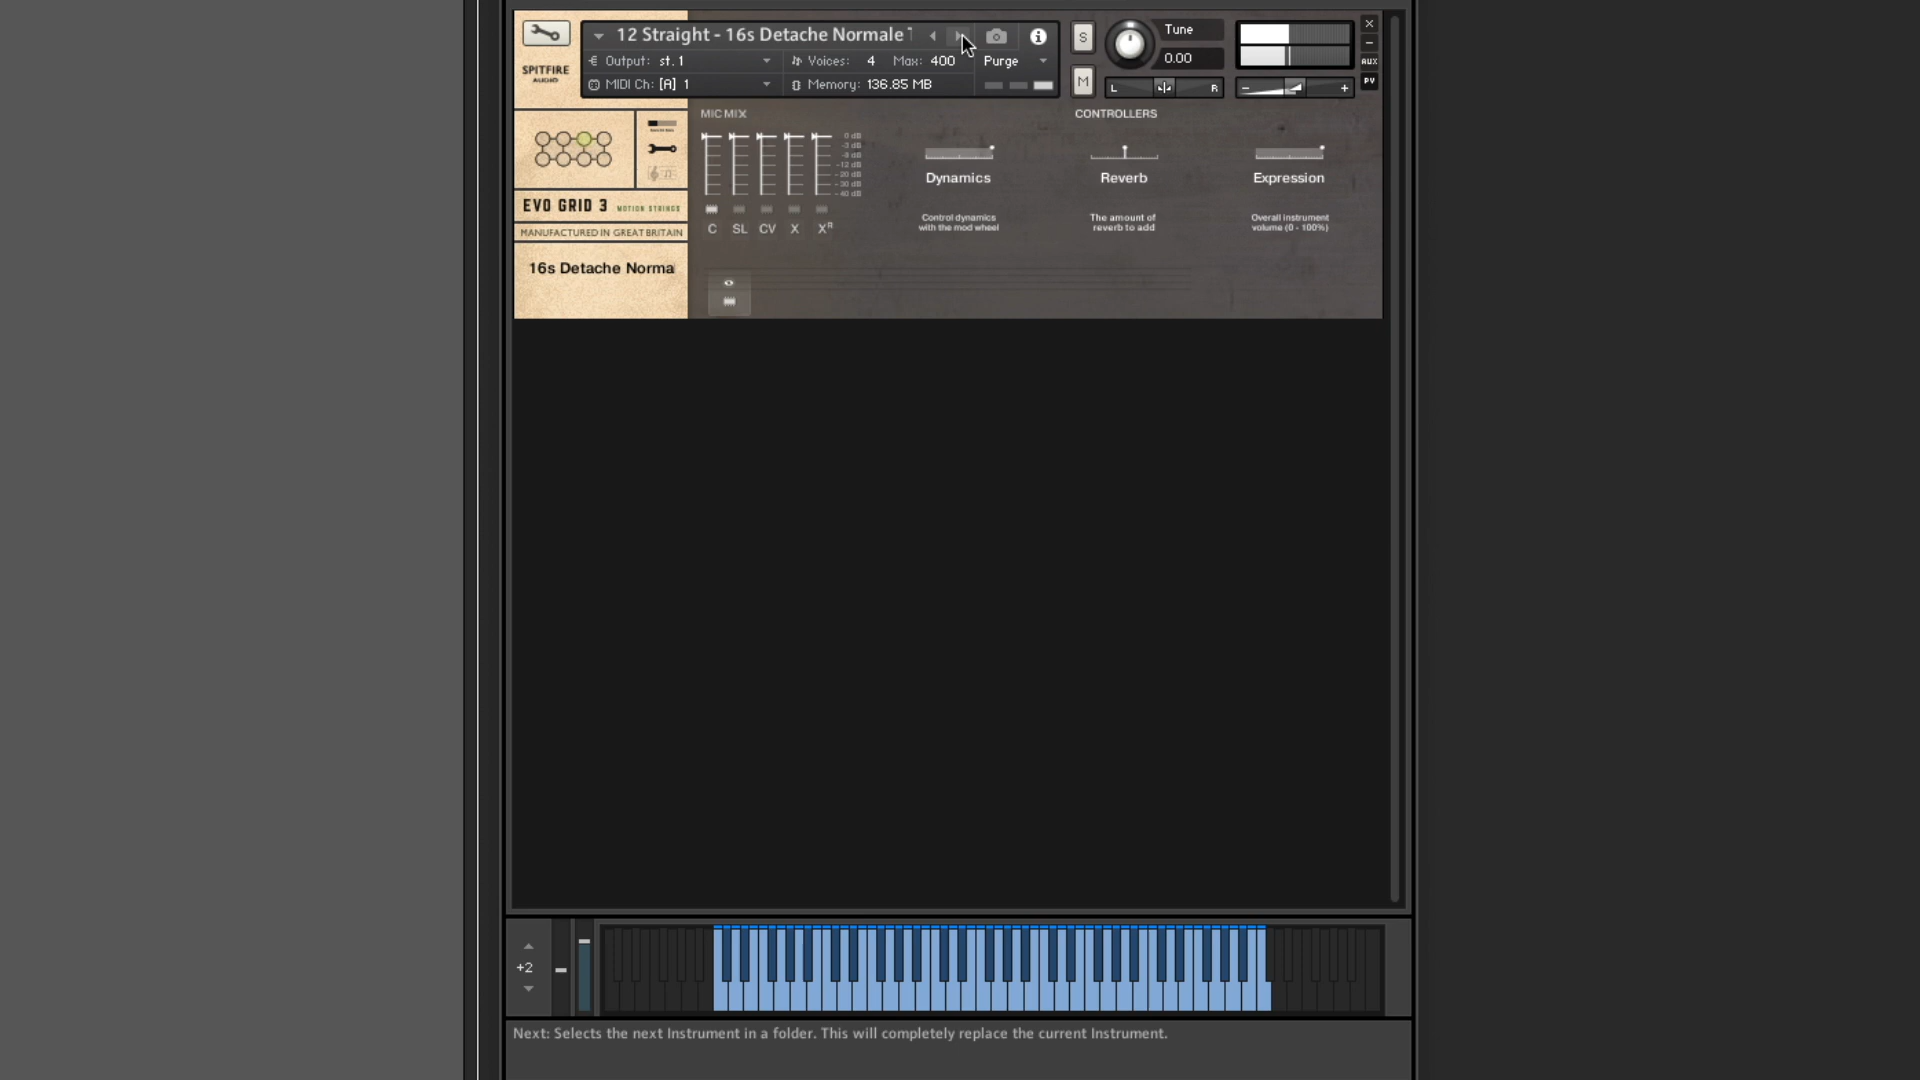 12 Straight - 16s Detache Normale
S
Tune
0.00
SPITFIRE
AUDIO
Output: st. 1
Voices: 4 Max: 400
Purge
AUX
PV
MIDI Ch: [A] 1
Memory: 136.85 MB
M
L
R
−
+
MIC MIX
CONTROLLERS
0 dB
-3 dB
-12 dB
-20 dB
-30 dB
-40 dB
Dynamics
Reverb
Expression
EVO GRID 3 MOTION STRINGS
C SL CV X X
Control dynamics
with the mod wheel
The amount of
reverb to add
Overall instrument
volume (0 - 100%)
MANUFACTURED IN GREAT BRITAIN
16s Detache Norma
+2
Next: Selects the next Instrument in a folder. This will completely replace the current Instrument.